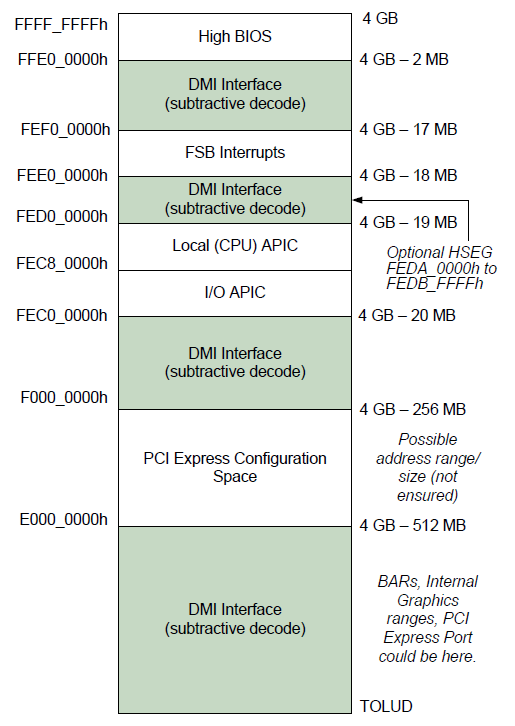 FFFF_FFFFh
4 GB
High BIOS
FFE0_0000h
4 GB – 2 MB
DMI Interface
(subtractive decode)
FEF0_0000h
4 GB – 17 MB
FSB Interrupts
FEE0_0000h
4 GB – 18 MB
DMI Interface
(subtractive decode)
FED0_0000h
4 GB – 19 MB
Local (CPU) APIC
Optional HSEG
FEDA_0000h to
FEDB_FFFFh
FEC8_0000h
I/O APIC
FEC0_0000h
4 GB – 20 MB
DMI Interface
(subtractive decode)
F000_0000h
4 GB – 256 MB
PCI Express Configuration
Space
Possible
address range/
size (not
ensured)
E000_0000h
4 GB – 512 MB
DMI Interface
(subtractive decode)
BARs, Internal
Graphics
ranges, PCI
Express Port
could be here.
TOLUD